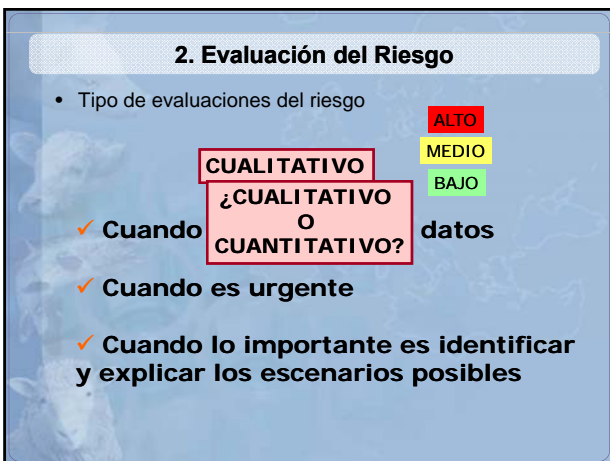 2. Evaluación del Riesgo
• Tipo de evaluaciones del riesgo
ALTO
MEDIO
BAJO
CUALITATIVO
¿CUALITATIVO
O
CUANTITATIVO?
✓ Cuando datos
✓ Cuando es urgente
✓ Cuando lo importante es identificar
y explicar los escenarios posibles